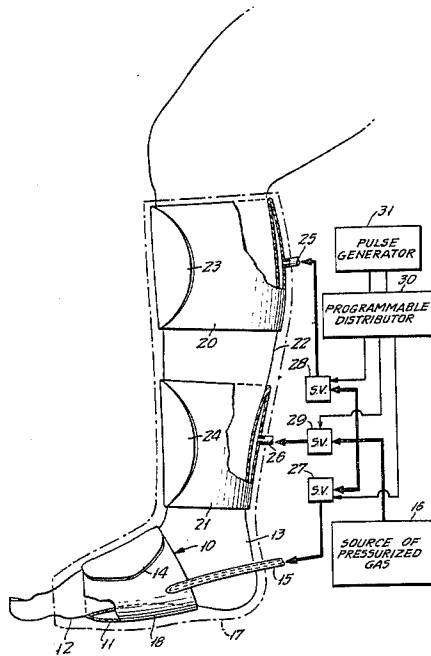 31
PULSE
GENERATOR
30
PROGRAMMABLE
DISTRIBUTOR
25
23
20
22
28
S.V.
29
S.V.
24
26
27
S.V.
21
16
SOURCE OF
PRESSURIZED
GAS
10
13
14
15
12
11
18
17